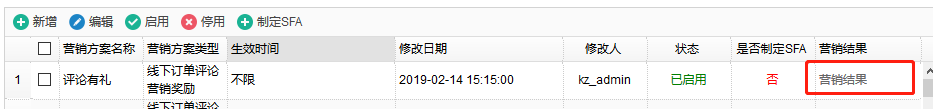 新增 编辑 启用 停用 制定SFA
营销方案名称 营销方案类型 生效时间 修改日期 修改人 状态 是否制定SFA 营销结果
1 评论有礼 线下订单评论 不限 2019-02-14 15:15:00 kz_admin 已启用 否 营销结果
营销奖励
线下订单评论